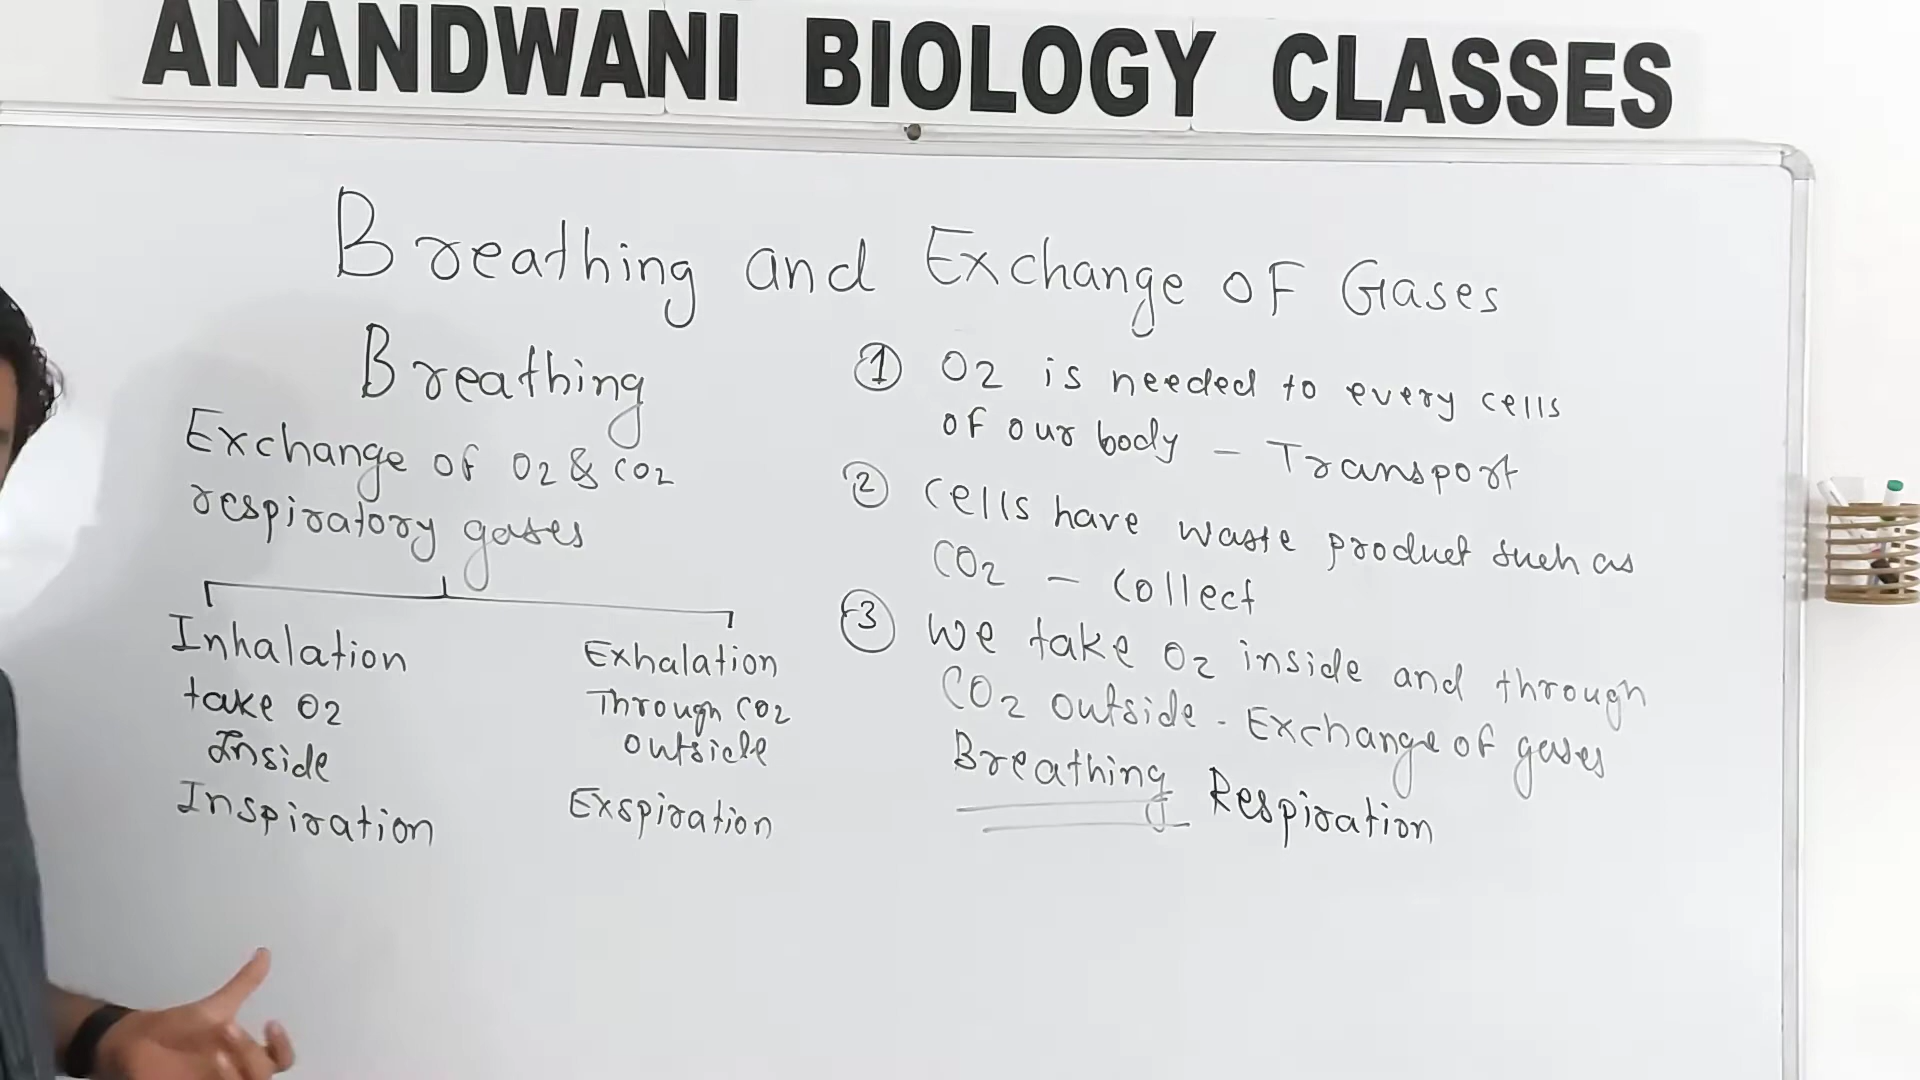 ANANDWANI BIOLOGY CLASSES
Breathing and Exchange OF Gases
Breathing
Exchange of O2 & CO2
respiratory gases
Inhalation
take O2
Inside
Inspiration
Exhalation
Through CO2
outside
Exspiration
① O2 is needed to every cells
of our body - Transport
② Cells have waste product such as
CO2 - Collect
③ We take O2 inside and through
CO2 outside - Exchange of gases
Breathing Respiration